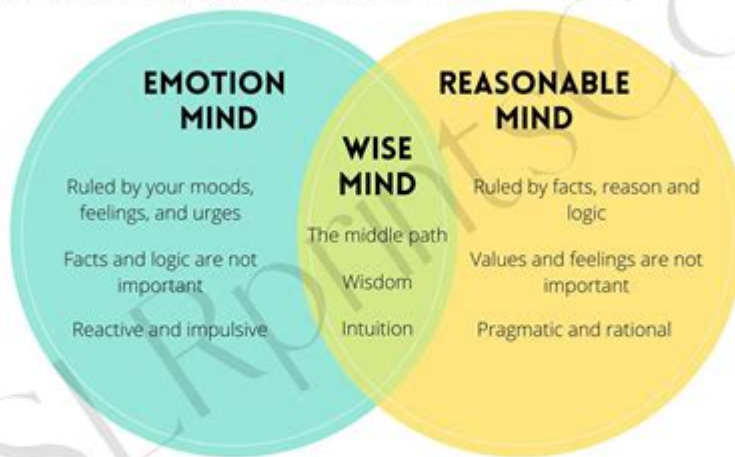 EMOTION
MIND
Ruled by your moods,
feelings, and urges
Facts and logic are not
important
Reactive and impulsive
WISE
MIND
The middle path
Wisdom
Intuition
REASONABLE
MIND
Ruled by facts, reason and
logic
Values and feelings are not
important
Pragmatic and rational